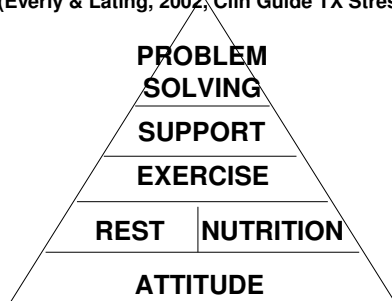 (Everly & Lating, 2002, Clin Guide TX Stres
PROBLEM
SOLVING
SUPPORT
EXERCISE
REST NUTRITION
ATTITUDE